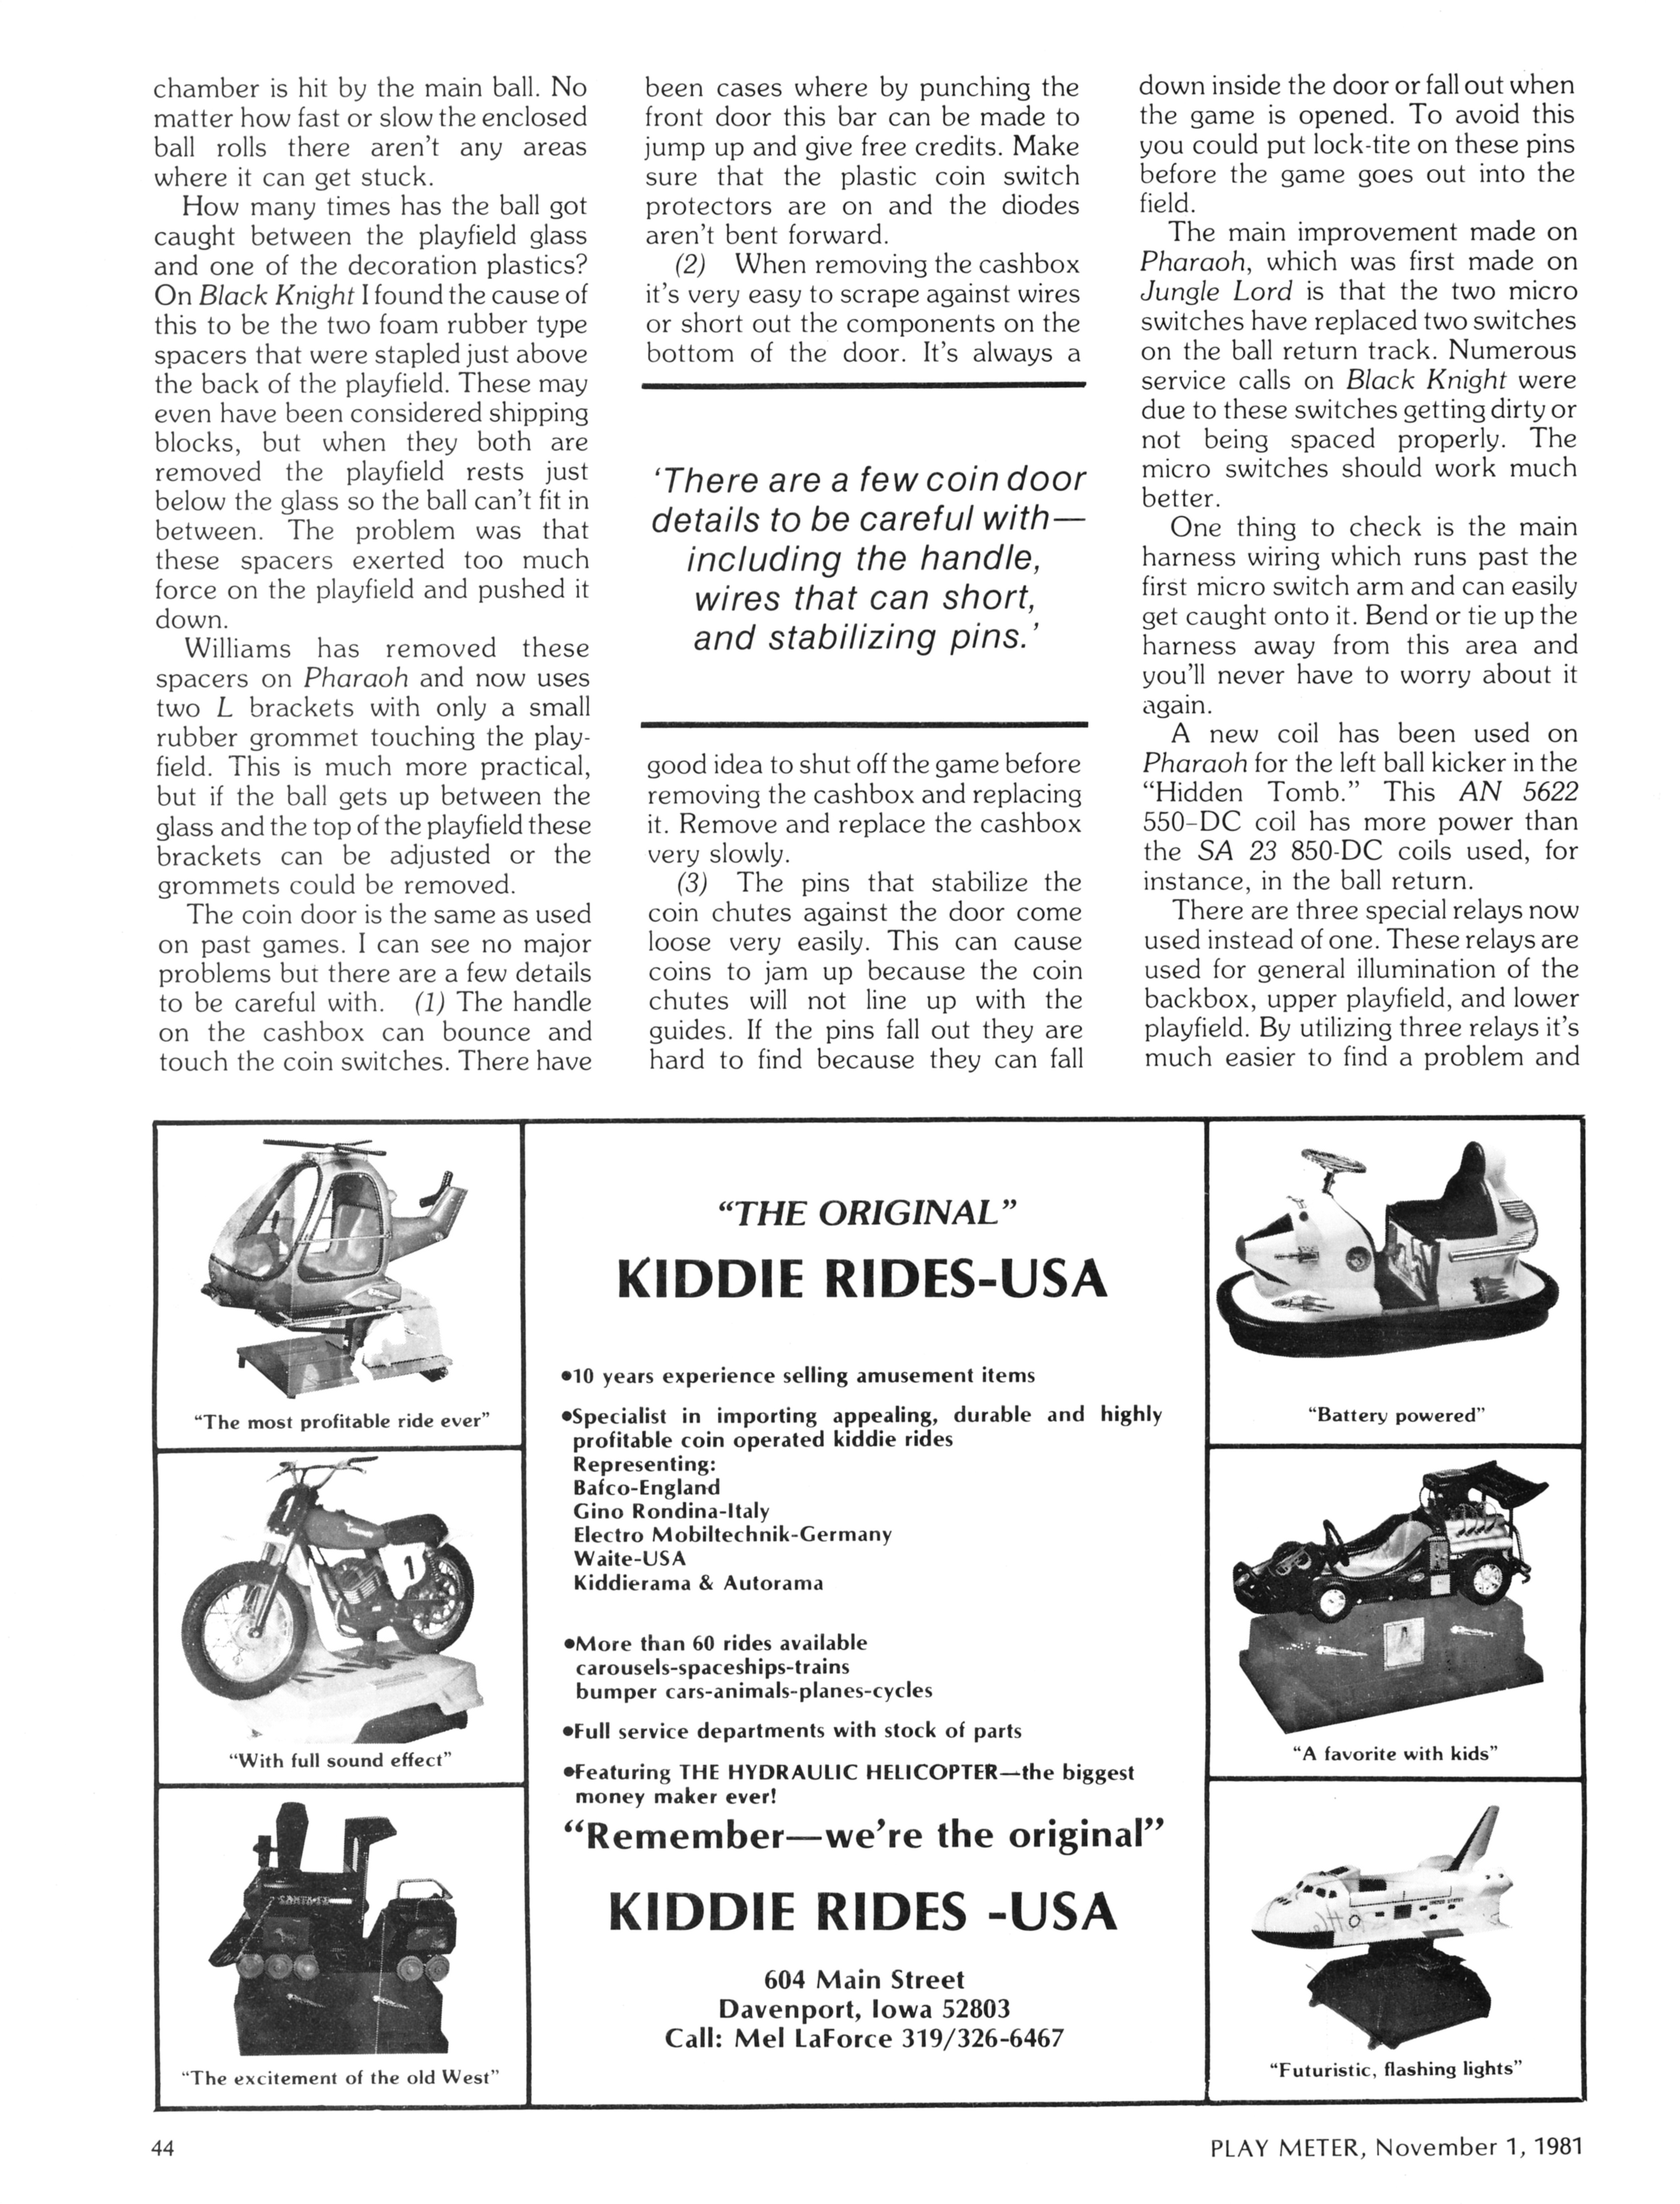 chamber is hit by the main ball. No
matter how fast or slow the enclosed
ball rolls there aren't any areas
where it can get stuck.
How many times has the ball got
caught between the playfield glass
and one of the decoration plastics?
On Black Knight I found the cause of
this to be the two foam rubber type
spacers that were stapled just above
the back of the playfield. These may
even have been considered shipping
blocks, but when they both are
removed the playfield rests just
below the glass so the ball can't fit in
between. The problem was that
these spacers exerted too much
force on the playfield and pushed it
down.
Williams has removed these
spacers on Pharaoh and now uses
two L brackets with only a small
rubber grommet touching the play-
field. This is much more practical,
but if the ball gets up between the
glass and the top of the playfield these
brackets can be adjusted or the
grommets could be removed.
The coin door is the same as used
on past games. I can see no major
problems but there are a few details
to be careful with. (1) The handle
on the cashbox can bounce and
touch the coin switches. There have
been cases where by punching the
front door this bar can be made to
jump up and give free credits. Make
sure that the plastic coin switch
protectors are on and the diodes
aren't bent forward.
(2) When removing the cashbox
it's very easy to scrape against wires
or short out the components on the
bottom of the door. It's always a
'There are a few coin door
details to be careful with—
including the handle,
wires that can short,
and stabilizing pins.'
good idea to shut off the game before
removing the cashbox and replacing
it. Remove and replace the cashbox
very slowly.
(3) The pins that stabilize the
coin chutes against the door come
loose very easily. This can cause
coins to jam up because the coin
chutes will not line up with the
guides. If the pins fall out they are
hard to find because they can fall
down inside the door or fall out when
the game is opened. To avoid this
you could put lock-tite on these pins
before the game goes out into the
field.
The main improvement made on
Pharaoh, which was first made on
Jungle Lord is that the two micro
switches have replaced two switches
on the ball return track. Numerous
service calls on Black Knight were
due to these switches getting dirty or
not being spaced properly. The
micro switches should work much
better.
One thing to check is the main
harness wiring which runs past the
first micro switch arm and can easily
get caught onto it. Bend or tie up the
harness away from this area and
you'll never have to worry about it
again.
A new coil has been used on
Pharaoh for the left ball kicker in the
“Hidden Tomb.” This AN 5622
550-DC coil has more power than
the SA 23 850-DC coils used, for
instance, in the ball return.
There are three special relays now
used instead of one. These relays are
used for general illumination of the
backbox, upper playfield, and lower
playfield. By utilizing three relays it's
much easier to find a problem and
“The most profitable ride ever”
“With full sound effect”
“The excitement of the old West”
“THE ORIGINAL”
KIDDIE RIDES-USA
•10 years experience selling amusement items
•Specialist in importing appealing, durable and highly
profitable coin operated kiddie rides
Representing:
Bafco-England
Gino Rondina-Italy
Electro Mobiltechnik-Germany
Waite-USA
Kiddierama & Autorama
•More than 60 rides available
carousels-spaceships-trains
bumper cars-animals-planes-cycles
•Full service departments with stock of parts
•Featuring THE HYDRAULIC HELICOPTER—the biggest
money maker ever!
“Remember—we're the original”
KIDDIE RIDES -USA
604 Main Street
Davenport, Iowa 52803
Call: Mel LaForce 319/326-6467
“Battery powered”
“A favorite with kids”
UNITED STATES
“Futuristic, flashing lights”
1
44
PLAY METER, November 1, 1981